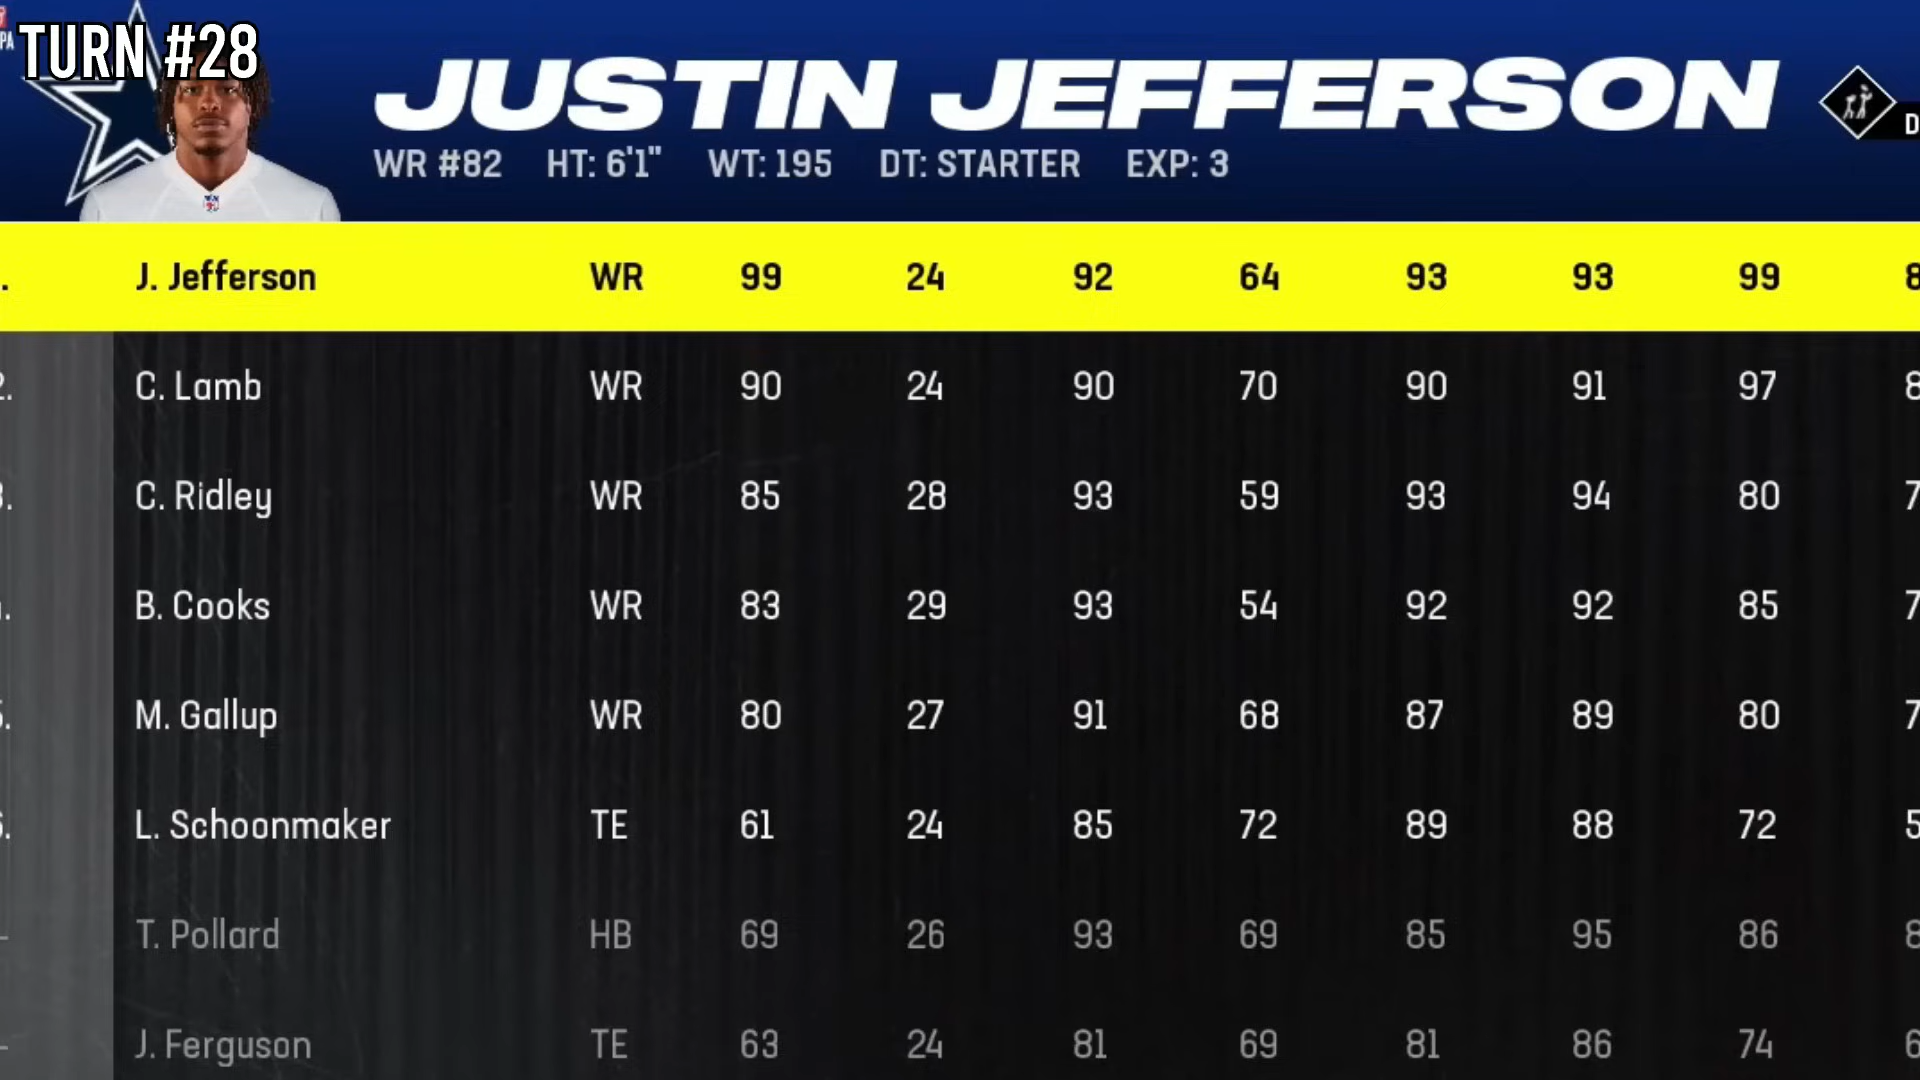 TURN #28
JUSTIN JEFFERSON
WR #82 HT: 6'1" WT: 195 DT: STARTER EXP: 3
J. Jefferson WR 99 24 92 64 93 93 99
2. C. Lamb WR 90 24 90 70 90 91 97
3. C. Ridley WR 85 28 93 59 93 94 80
B. Cooks WR 83 29 93 54 92 92 85
5. M. Gallup WR 80 27 91 68 87 89 80
6. L. Schoonmaker TE 61 24 85 72 89 88 72
T. Pollard HB 69 26 93 69 85 95 86
J. Ferguson TE 63 24 81 69 81 86 74